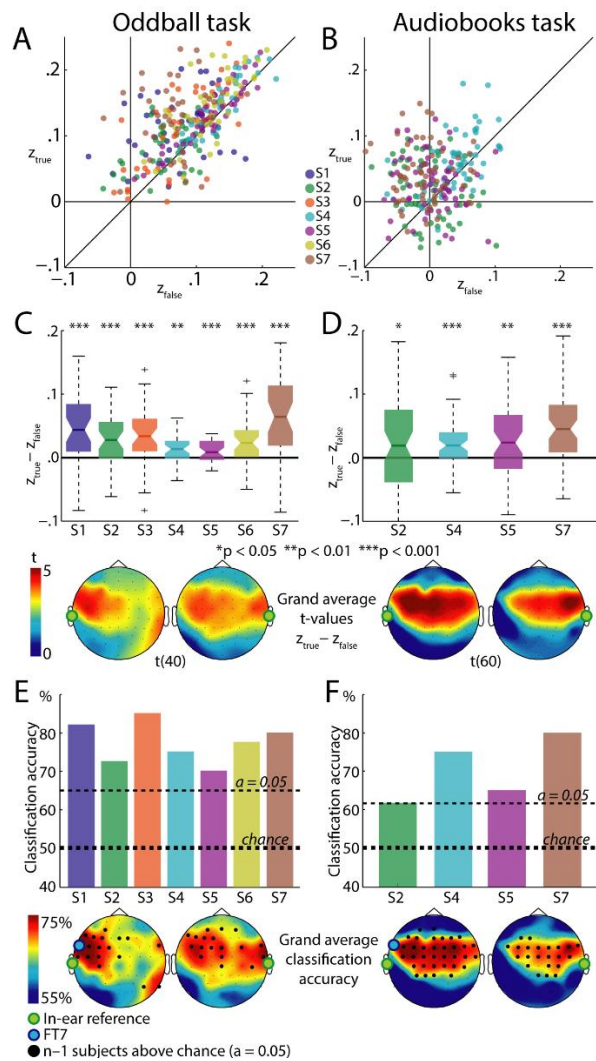 Oddball task
Audiobooks task
A
B
z_true
.2
.1
0
-.1
-.1
0
.1
.2
z_false
S1
S2
S3
S4
S5
S6
S7
z_true
.2
.1
0
-.1
-.1
0
.1
.2
z_false
C
D
*** *** *** ** *** *** ***
* *** ** ***
z_true – z_false
.2
.1
.0
-.1
S1 S2 S3 S4 S5 S6 S7
z_true – z_false
.2
.1
.0
-.1
S2 S4 S5 S7
*p < 0.05 **p < 0.01 ***p < 0.001
t
5
0
Grand average
t-values
z_true – z_false
t(40)
t(60)
E
F
%
Classification accuracy
80
70
60
50
40
a = 0.05
chance
S1 S2 S3 S4 S5 S6 S7
%
Classification accuracy
80
70
60
50
40
a = 0.05
chance
S2 S4 S5 S7
75%
55%
Grand average
classification
accuracy
In-ear reference
FT7
n–1 subjects above chance (a = 0.05)